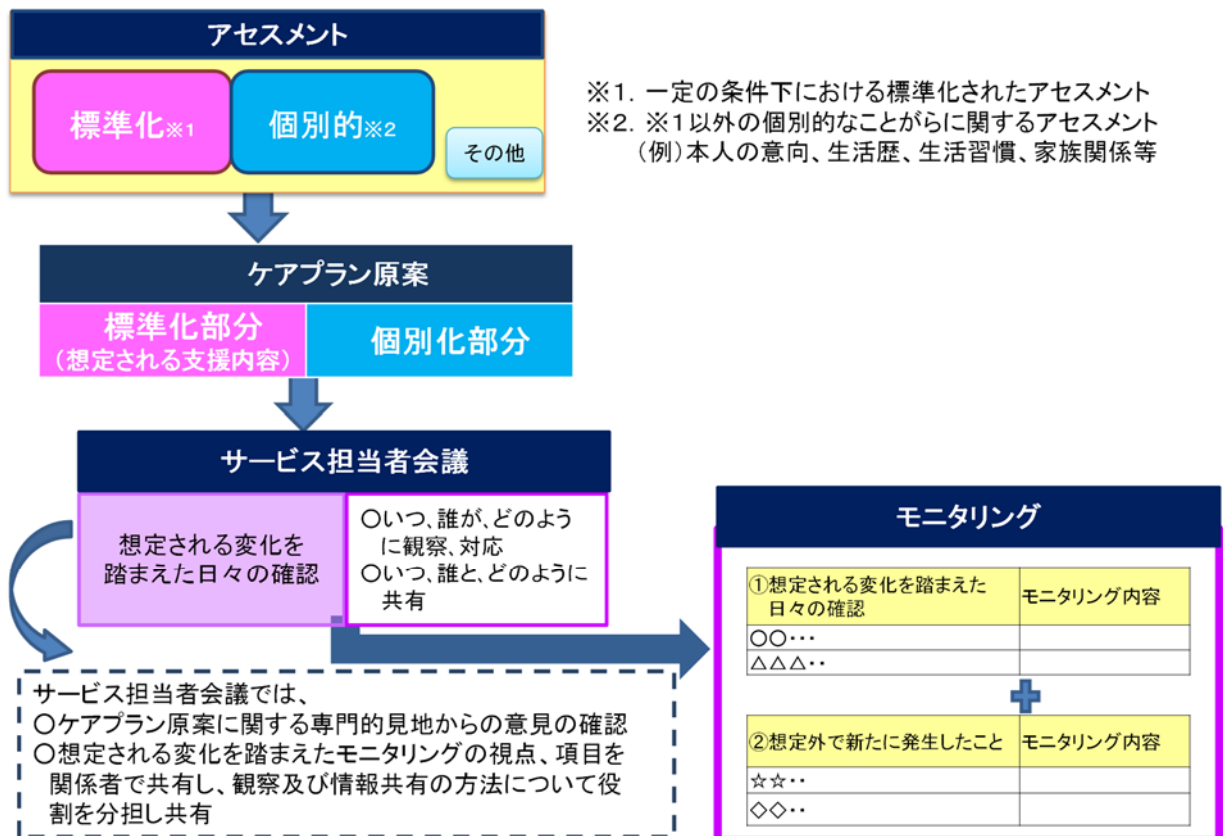 アセスメント
標準化※1
個別的※2
その他
※1．一定の条件下における標準化されたアセスメント
※2．※1以外の個別的なことがらに関するアセスメント
（例）本人の意向、生活歴、生活習慣、家族関係等
ケアプラン原案
標準化部分
（想定される支援内容）
個別化部分
サービス担当者会議
想定される変化を
踏まえた日々の確認
○いつ、誰が、どのよう
に観察、対応
○いつ、誰と、どのように
共有
サービス担当者会議では、
○ケアプラン原案に関する専門的見地からの意見の確認
○想定される変化を踏まえたモニタリングの視点、項目を
関係者で共有し、観察及び情報共有の方法について役
割を分担し共有
モニタリング
①想定される変化を踏まえた
日々の確認
モニタリング内容
○○･･･
△△△･･
②想定外で新たに発生したこと
モニタリング内容
☆☆･･
◇◇･･